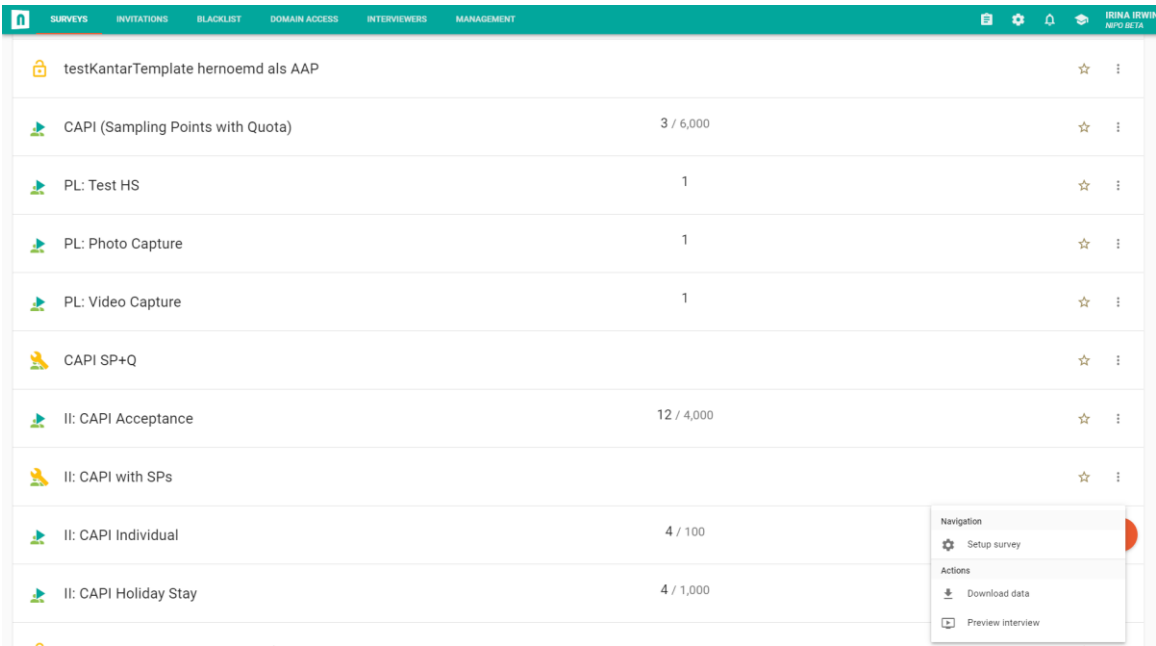 SURVEYS INVITATIONS BLACKLIST DOMAIN ACCESS INTERVIEWERS MANAGEMENT IRINA IRWIN
NIPO BETA
testKantarTemplate hernoemd als AAP
CAPI (Sampling Points with Quota) 3 / 6,000
PL: Test HS 1
PL: Photo Capture 1
PL: Video Capture 1
CAPI SP+Q
II: CAPI Acceptance 12 / 4,000
II: CAPI with SPs
II: CAPI Individual 4 / 100
II: CAPI Holiday Stay 4 / 1,000
Navigation
Setup survey
Actions
Download data
Preview interview